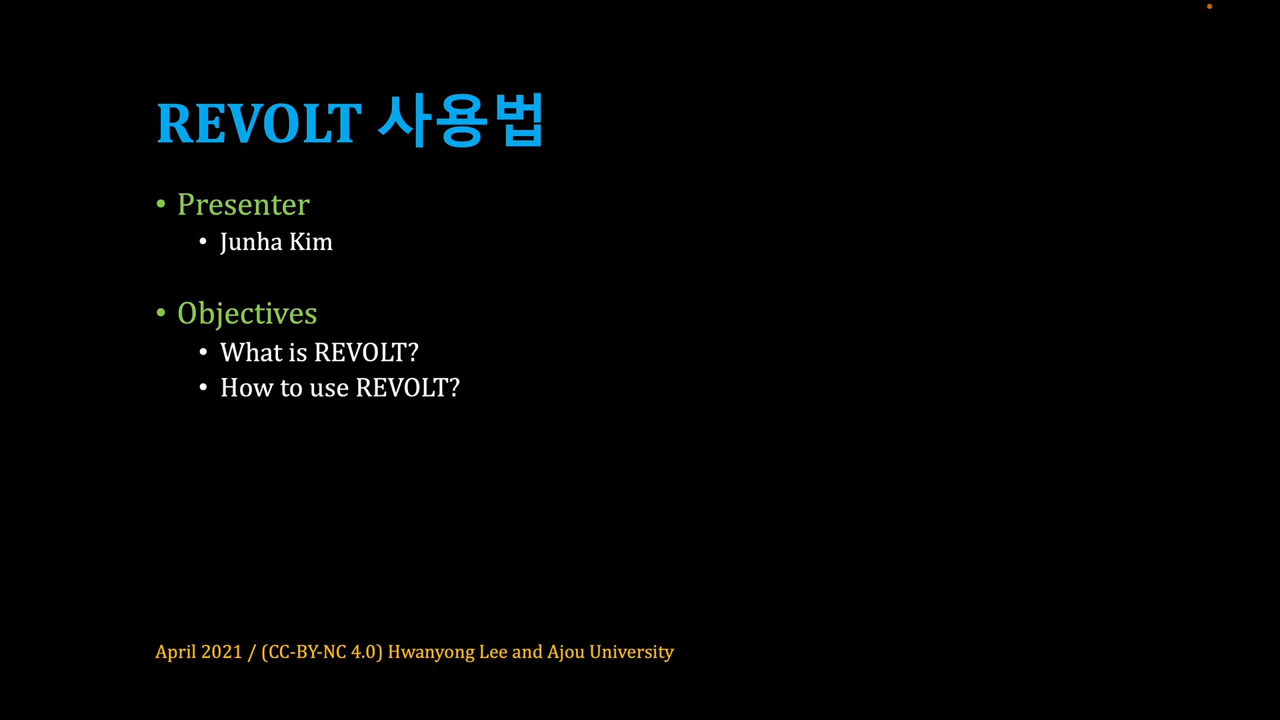 REVOLT 사용법
• Presenter
• Junha Kim
• Objectives
• What is REVOLT?
• How to use REVOLT?
April 2021 / (CC-BY-NC 4.0) Hwanyong Lee and Ajou University